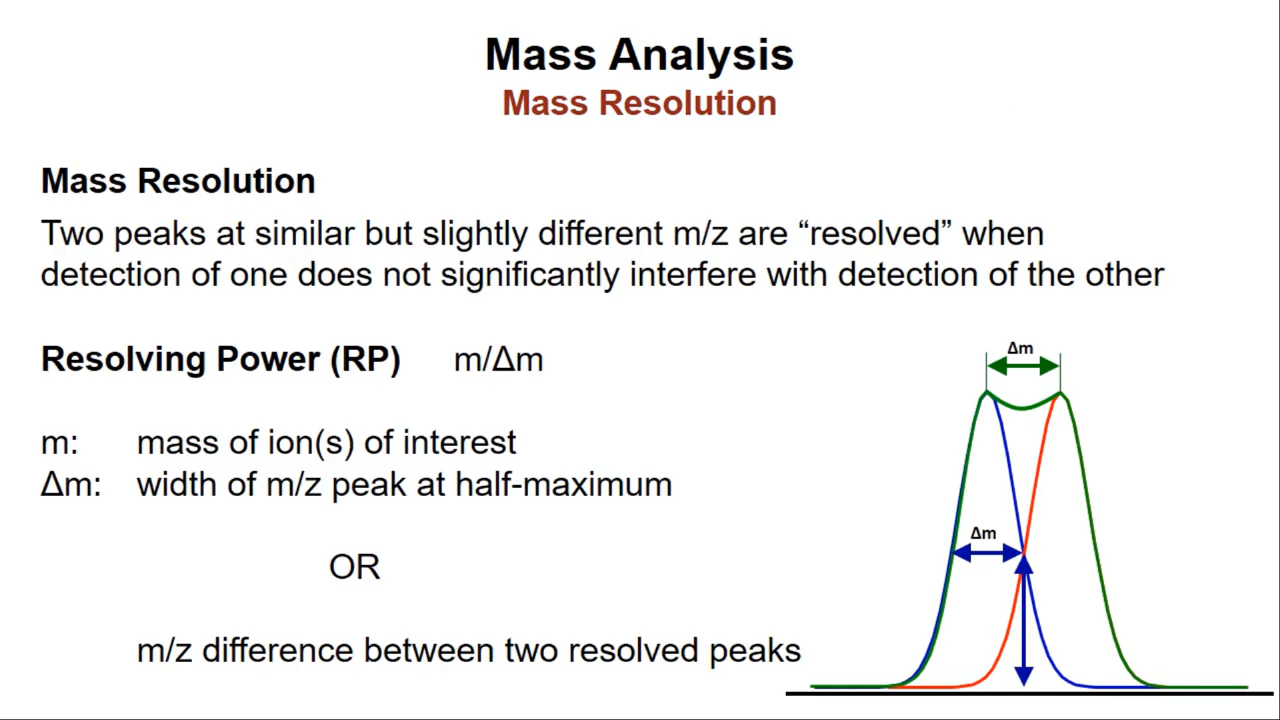 Mass Analysis
Mass Resolution
Mass Resolution
Two peaks at similar but slightly different m/z are “resolved” when
detection of one does not significantly interfere with detection of the other
Resolving Power (RP) m/Δm
m: mass of ion(s) of interest
Δm: width of m/z peak at half-maximum
OR
m/z difference between two resolved peaks
Δm
Δm